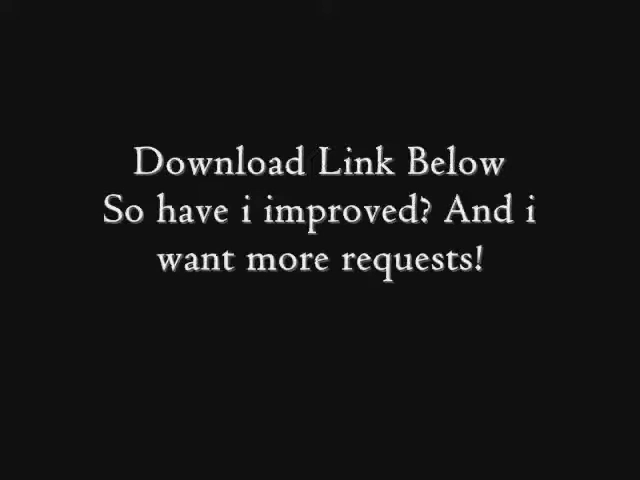 Download Link Below
So have i improved? And i
want more requests!